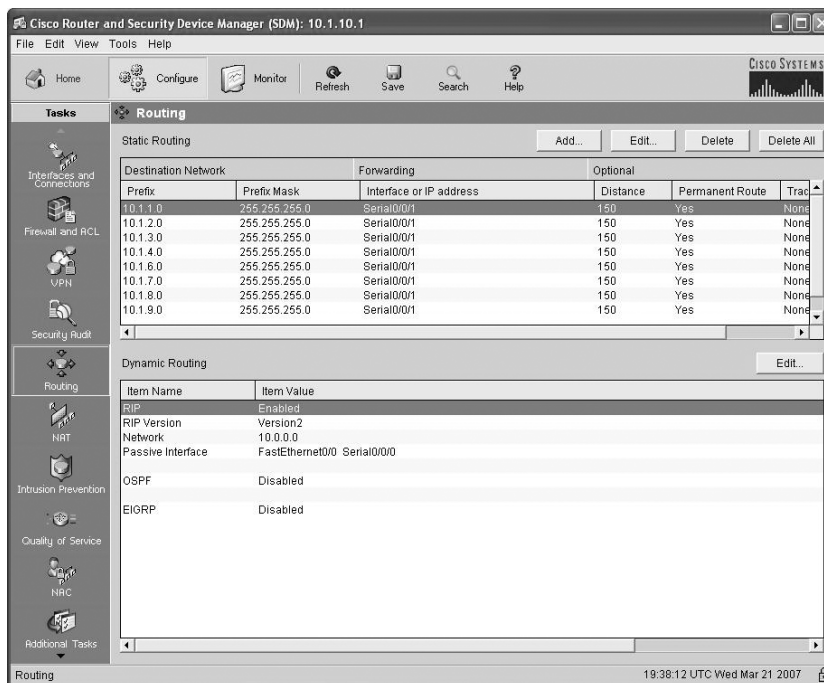 Cisco Router and Security Device Manager (SDM): 10.1.10.1
File Edit View Tools Help
Home Configure Monitor Refresh Save Search Help CISCO SYSTEMS
Tasks Routing
Interfaces and Connections
Firewall and ACL
VPN
Security Audit
Routing
NAT
Intrusion Prevention
Quality of Service
NAC
Additional Tasks
Static Routing Add... Edit... Delete Delete All
Destination Network Forwarding Optional
Prefix Prefix Mask Interface or IP address Distance Permanent Route Trac
10.1.1.0 255.255.255.0 Serial0/0/1 150 Yes None
10.1.2.0 255.255.255.0 Serial0/0/1 150 Yes None
10.1.3.0 255.255.255.0 Serial0/0/1 150 Yes None
10.1.4.0 255.255.255.0 Serial0/0/1 150 Yes None
10.1.6.0 255.255.255.0 Serial0/0/1 150 Yes None
10.1.7.0 255.255.255.0 Serial0/0/1 150 Yes None
10.1.8.0 255.255.255.0 Serial0/0/1 150 Yes None
10.1.9.0 255.255.255.0 Serial0/0/1 150 Yes None
Dynamic Routing Edit...
Item Name Item Value
RIP Enabled
RIP Version Version2
Network 10.0.0.0
Passive Interface FastEthernet0/0 Serial0/0/0
OSPF Disabled
EIGRP Disabled
Routing 19:38:12 UTC Wed Mar 21 2007